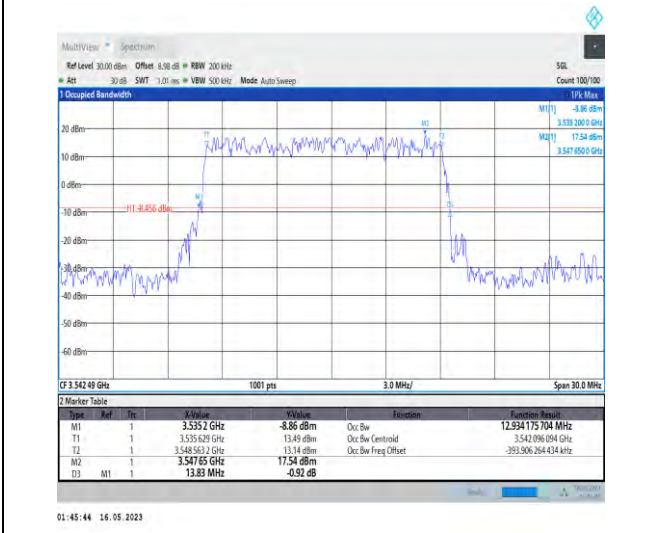 MultiView Spectrum
Ref Level 30.00 dBm Offset 8.98 dB RBW 200 kHz SGL
Att 30 dB SWT 1.01 ms VBW 500 kHz Mode Auto Sweep Count 100/100
1 Occupied Bandwidth 1Pk Max
M1[1] -8.86 dBm
3.535 200 0 GHz
M2[1] 17.54 dBm
3.547 650 0 GHz
M2
20 dBm
T1
T2
10 dBm
0 dBm
M1
D3
-10 dBm
H1 -8.456 dBm
-20 dBm
-30 dBm
-40 dBm
-50 dBm
-60 dBm
CF 3.542 49 GHz 1001 pts 3.0 MHz/ Span 30.0 MHz
2 Marker Table
Type Ref Trc X-Value Y-Value Function Function Result
M1 1 3.535 2 GHz -8.86 dBm Occ Bw 12.934 175 704 MHz
T1 1 3.535 629 GHz 13.49 dBm Occ Bw Centroid 3.542 096 094 GHz
T2 1 3.548 563 2 GHz 13.14 dBm Occ Bw Freq Offset -393.906 264 434 kHz
M2 1 3.547 65 GHz 17.54 dBm
D3 M1 1 13.83 MHz -0.92 dB
01:45:44 16.05.2023